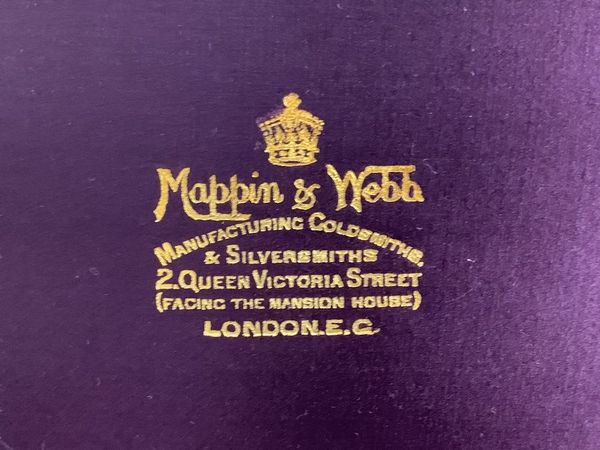 Mappin & Webb
MANUFACTURING GOLDSMITHS,
& SILVERSMITHS
2. QUEEN VICTORIA STREET
(FACING THE MANSION HOUSE)
LONDON. E.C.